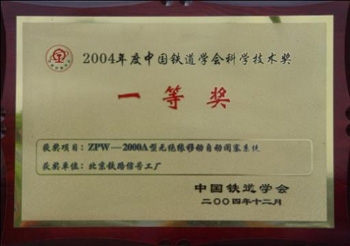 2004年度中国铁道学会科学技术奖
一等奖
获奖项目：ZPW—2000A型无绝缘移频自动闭塞系统
获奖单位：北京铁路信号工厂
中国铁道学会
二〇〇四年十二月